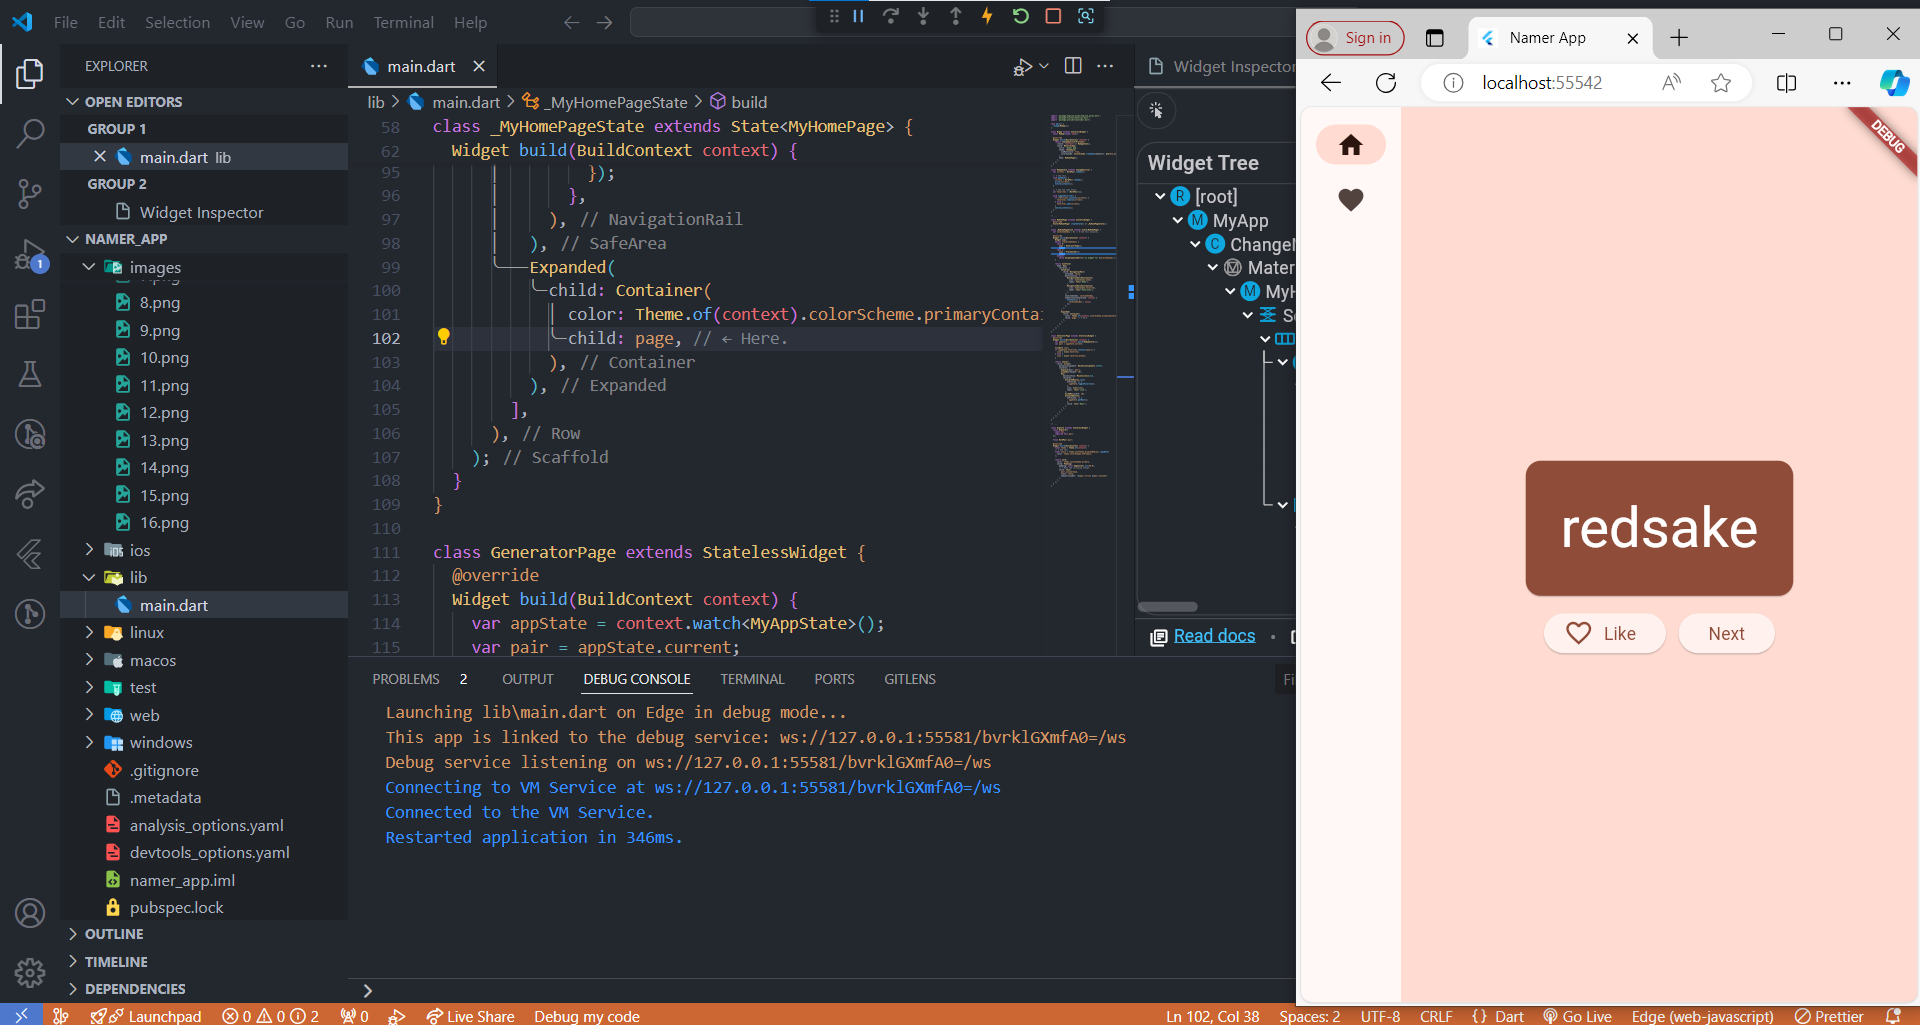 File Edit Selection View Go Run Terminal Help
EXPLORER
OPEN EDITORS
GROUP 1
main.dart lib
GROUP 2
Widget Inspector
NAMER_APP
images
8.png
9.png
10.png
11.png
12.png
13.png
14.png
15.png
16.png
ios
lib
main.dart
linux
macos
test
web
windows
.gitignore
.metadata
analysis_options.yaml
devtools_options.yaml
namer_app.iml
pubspec.lock
OUTLINE
TIMELINE
DEPENDENCIES
1
main.dart
lib > main.dart > _MyHomePageState > build
58 class _MyHomePageState extends State<MyHomePage> {
62 Widget build(BuildContext context) {
95 });
96 },
97 ), // NavigationRail
98 ), // SafeArea
99 Expanded(
100 child: Container(
101 color: Theme.of(context).colorScheme.primaryContai
102 child: page, // ← Here.
103 ), // Container
104 ), // Expanded
105 ],
106 ), // Row
107 ); // Scaffold
108 }
109 }
110
111 class GeneratorPage extends StatelessWidget {
112 @override
113 Widget build(BuildContext context) {
114 var appState = context.watch<MyAppState>();
115 var pair = appState.current;
Widget Inspector
Widget Tree
R [root]
M MyApp
C ChangeN
Mater
M MyH
Sc
Read docs •
PROBLEMS 2 OUTPUT DEBUG CONSOLE TERMINAL PORTS GITLENS
Fi
Launching lib\main.dart on Edge in debug mode...
This app is linked to the debug service: ws://127.0.0.1:55581/bvrklGXmfA0=/ws
Debug service listening on ws://127.0.0.1:55581/bvrklGXmfA0=/ws
Connecting to VM Service at ws://127.0.0.1:55581/bvrklGXmfA0=/ws
Connected to the VM Service.
Restarted application in 346ms.
Sign in
Namer App
localhost:55542
DEBUG
redsake
Like
Next
Launchpad 0 0 2 0 Live Share Debug my code Ln 102, Col 38 Spaces: 2 UTF-8 CRLF {} Dart Go Live Edge (web-javascript) Prettier